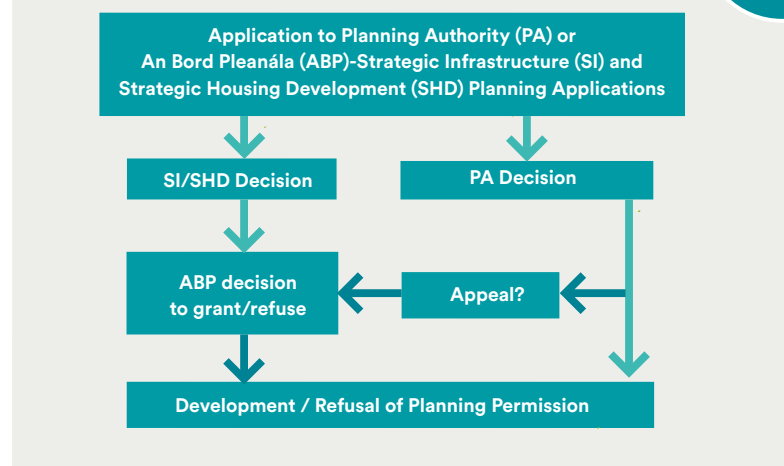 Application to Planning Authority (PA) or
An Bord Pleanála (ABP)-Strategic Infrastructure (SI) and
Strategic Housing Development (SHD) Planning Applications
SI/SHD Decision
PA Decision
ABP decision
to grant/refuse
Appeal?
Development / Refusal of Planning Permission